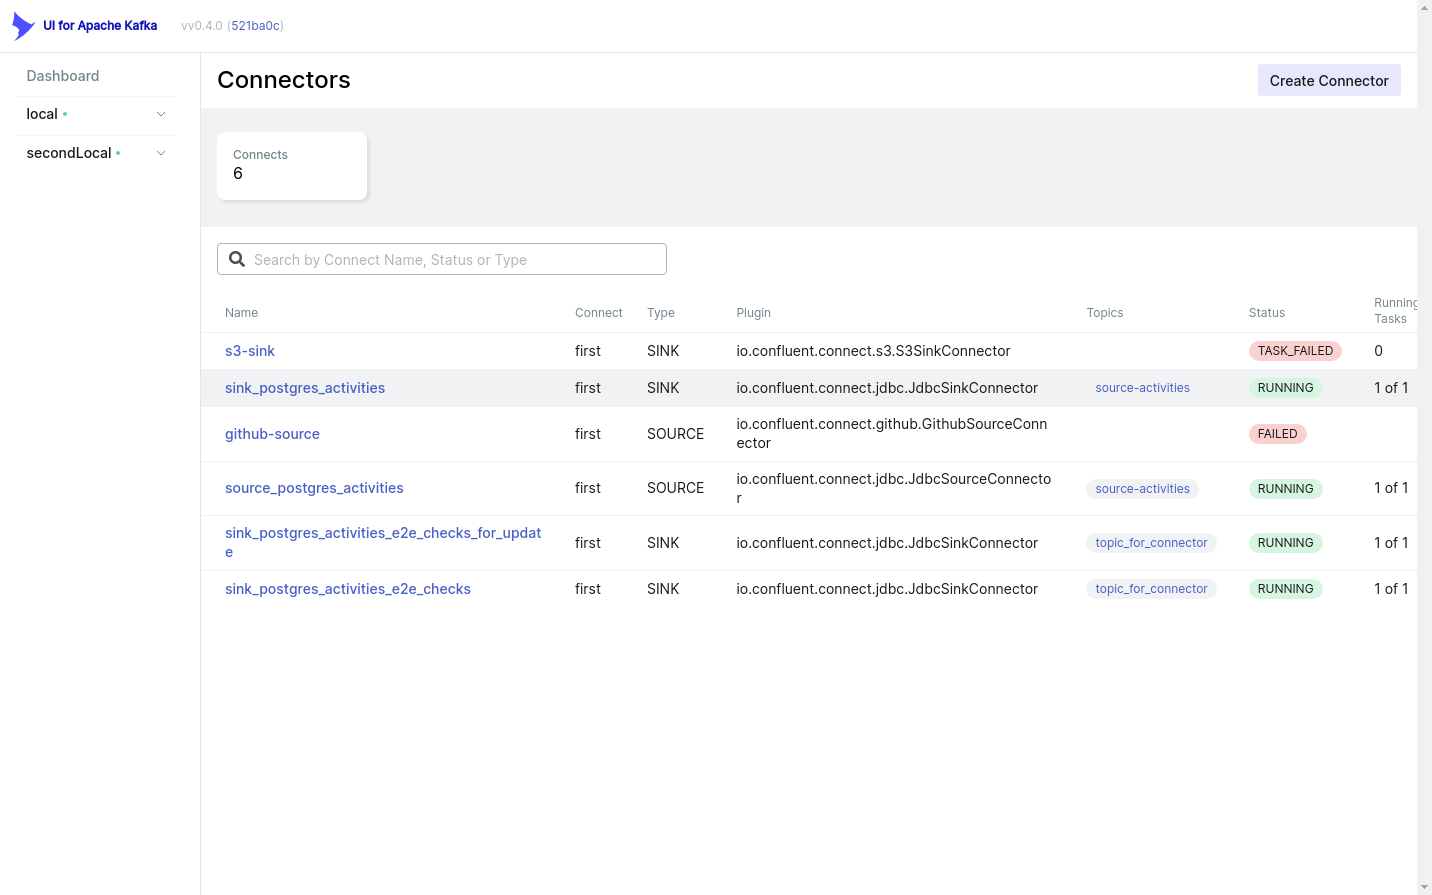 UI for Apache Kafka
vv0.4.0 (521ba0c)
Dashboard
local
secondLocal
Connectors
Create Connector
Connects
6
Search by Connect Name, Status or Type
Name Connect Type Plugin Topics Status Running
Tasks
s3-sink first SINK io.confluent.connect.s3.S3SinkConnector TASK_FAILED 0
sink_postgres_activities first SINK io.confluent.connect.jdbc.JdbcSinkConnector source-activities RUNNING 1 of 1
github-source first SOURCE io.confluent.connect.github.GithubSourceConn
ector FAILED
source_postgres_activities first SOURCE io.confluent.connect.jdbc.JdbcSourceConnecto
r source-activities RUNNING 1 of 1
sink_postgres_activities_e2e_checks_for_updat
e first SINK io.confluent.connect.jdbc.JdbcSinkConnector topic_for_connector RUNNING 1 of 1
sink_postgres_activities_e2e_checks first SINK io.confluent.connect.jdbc.JdbcSinkConnector topic_for_connector RUNNING 1 of 1